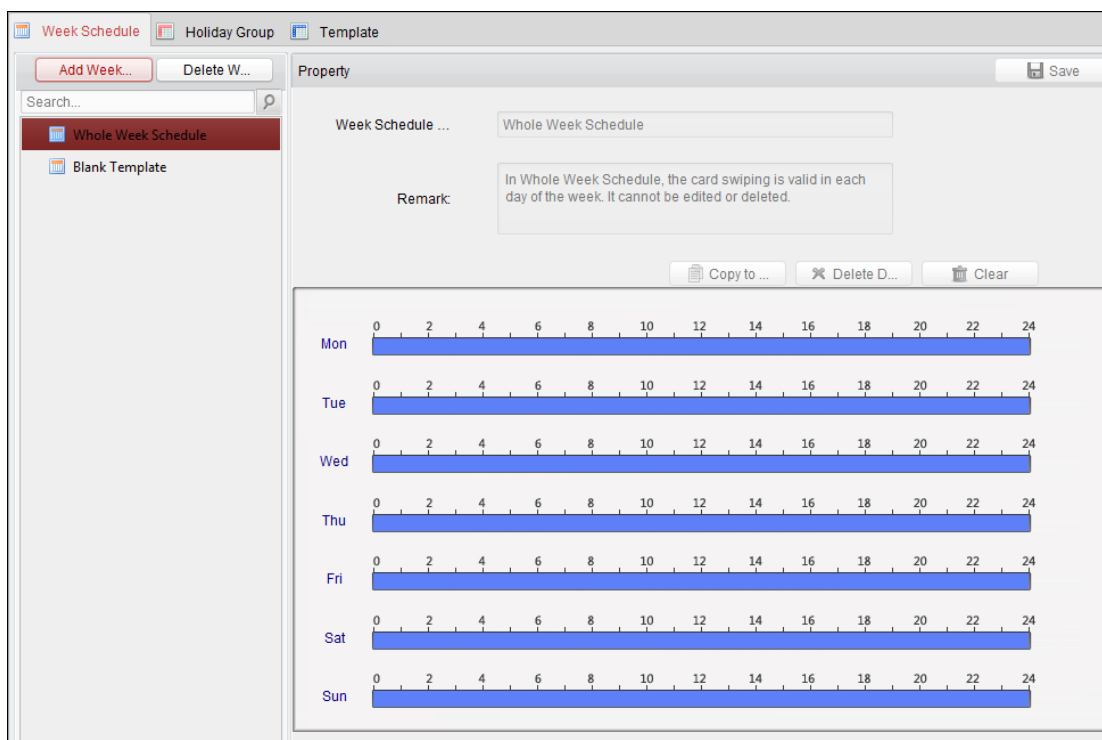 Week Schedule Holiday Group Template
Add Week... Delete W... Property Save
Search...
Whole Week Schedule
Blank Template
Week Schedule ... Whole Week Schedule
Remark: In Whole Week Schedule, the card swiping is valid in each
day of the week. It cannot be edited or deleted.
Copy to ... Delete D... Clear
0 2 4 6 8 10 12 14 16 18 20 22 24
Mon
0 2 4 6 8 10 12 14 16 18 20 22 24
Tue
0 2 4 6 8 10 12 14 16 18 20 22 24
Wed
0 2 4 6 8 10 12 14 16 18 20 22 24
Thu
0 2 4 6 8 10 12 14 16 18 20 22 24
Fri
0 2 4 6 8 10 12 14 16 18 20 22 24
Sat
0 2 4 6 8 10 12 14 16 18 20 22 24
Sun